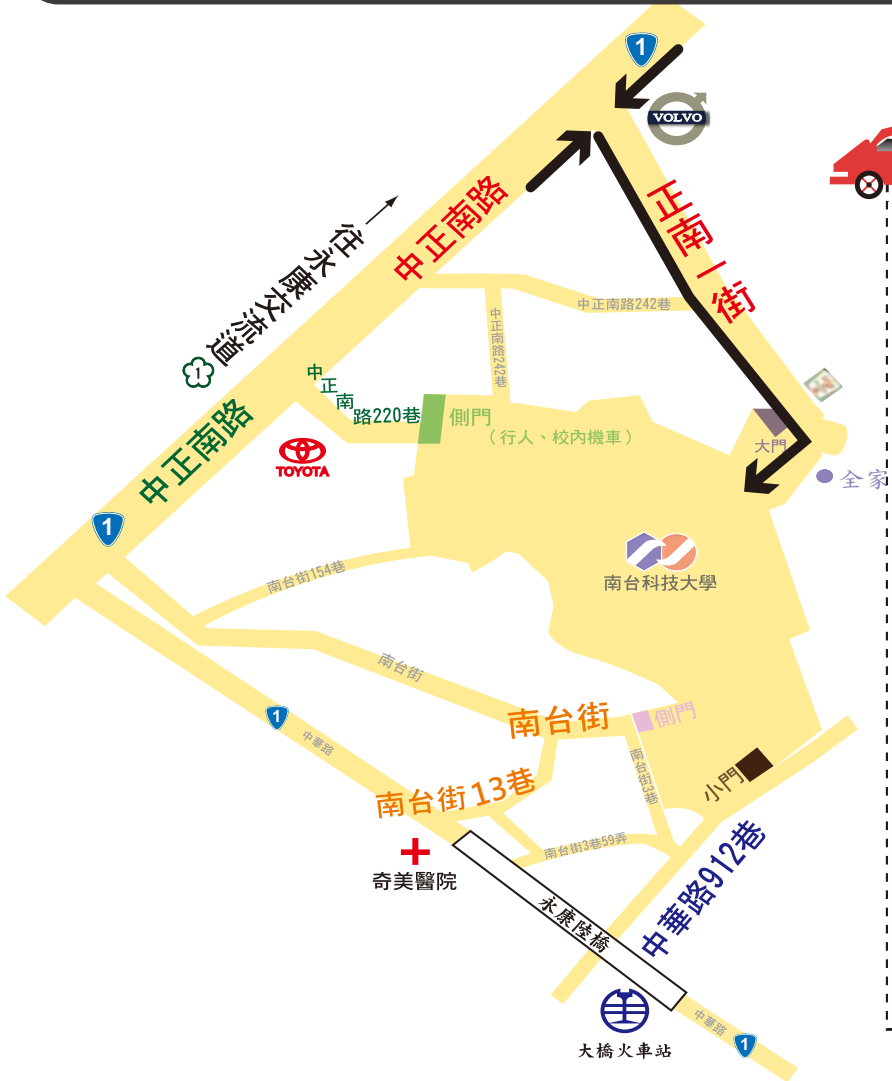 1
VOLVO
正南一街
中正南路
往永康交流道
1
中正南路242巷
中正南路242巷
中正南路220巷
側門
（行人、校內機車）
中正南路
TOYOTA
大門
全家
1
南台科技大學
南台街154巷
南台街
1
中華路
南台街
側門
南台街3巷
小門
南台街13巷
南台街3巷59弄
奇美醫院
永康陸橋
中華路912巷
大橋火車站
中華路
1